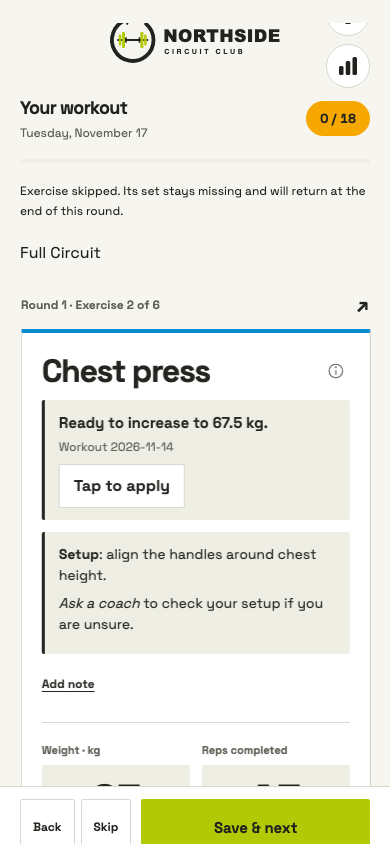 NORTHSIDE
CIRCUIT CLUB
Your workout
Tuesday, November 17
0 / 18
Exercise skipped. Its set stays missing and will return at the
end of this round.
Full Circuit
Round 1 · Exercise 2 of 6
Chest press
Ready to increase to 67.5 kg.
Workout 2026-11-14
Tap to apply
Setup: align the handles around chest
height.
Ask a coach to check your setup if you
are unsure.
Add note
Weight · kg
Reps completed
Back
Skip
Save & next